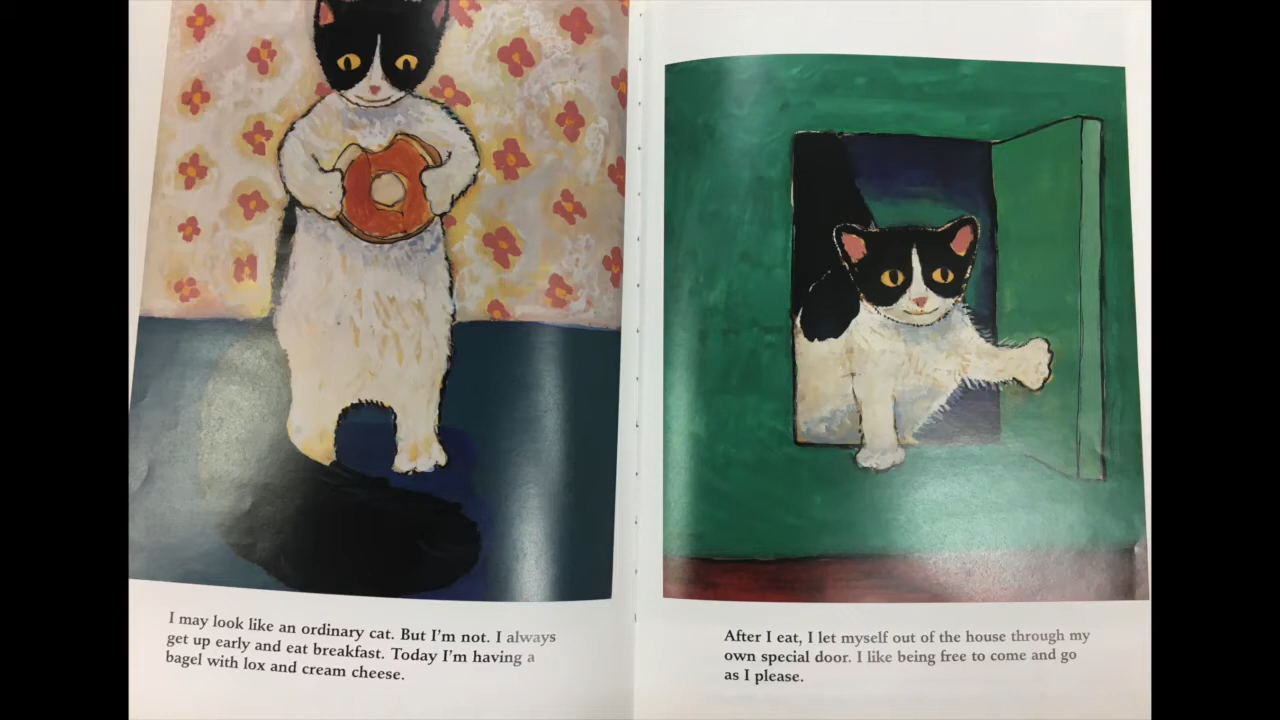 I may look like an ordinary cat. But I'm not. I always
get up early and eat breakfast. Today I'm having a
bagel with lox and cream cheese.
After I eat, I let myself out of the house through my
own special door. I like being free to come and go
as I please.